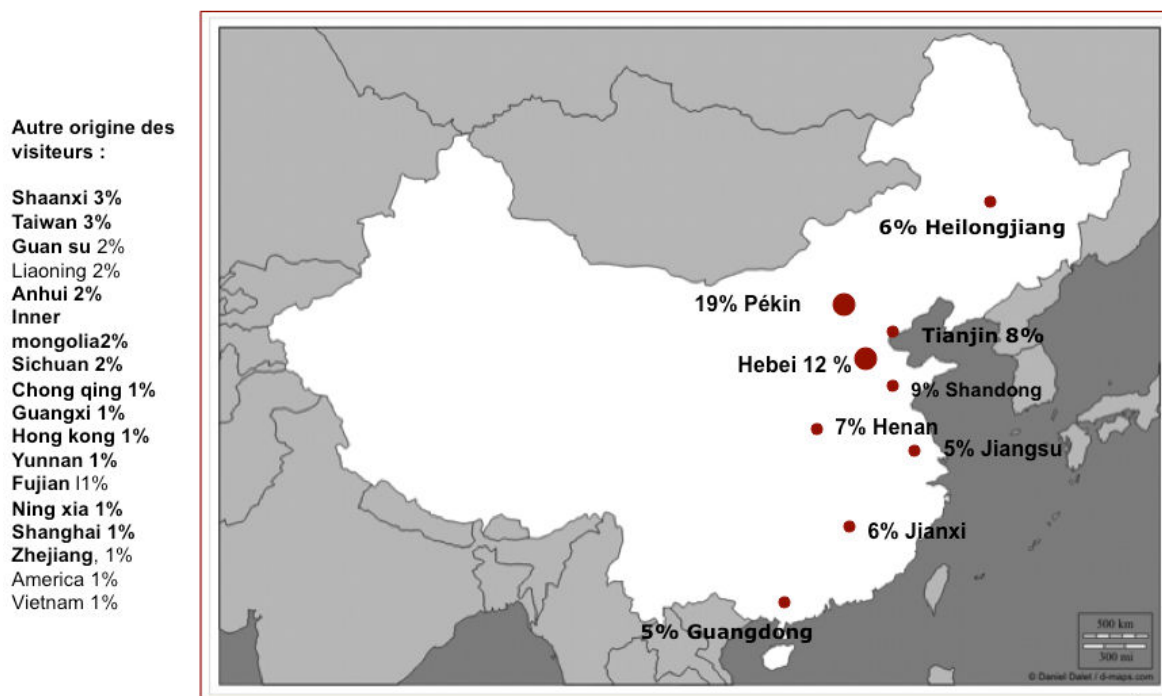 Autre origine des
visiteurs :
Shaanxi 3%
Taiwan 3%
Guan su 2%
Liaoning 2%
Anhui 2%
Inner
mongolia2%
Sichuan 2%
Chong qing 1%
Guangxi 1%
Hong kong 1%
Yunnan 1%
Fujian l1%
Ning xia 1%
Shanghai 1%
Zhejiang, 1%
America 1%
Vietnam 1%
6% Heilongjiang
19% Pékin
Tianjin 8%
Hebei 12 %
9% Shandong
7% Henan
5% Jiangsu
6% Jianxi
5% Guangdong
500 km
300 mi
© Daniel Dalet / d-maps.com